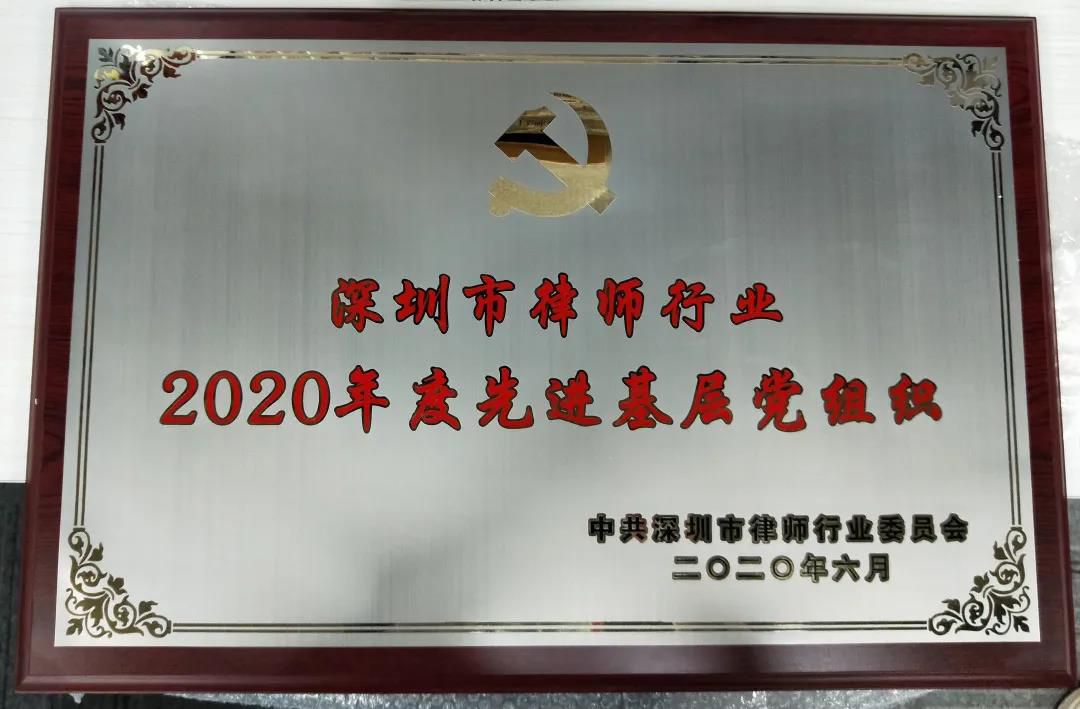 深圳市律师行业
2020年度先进基层党组织
中共深圳市律师行业委员会
二〇二〇年六月